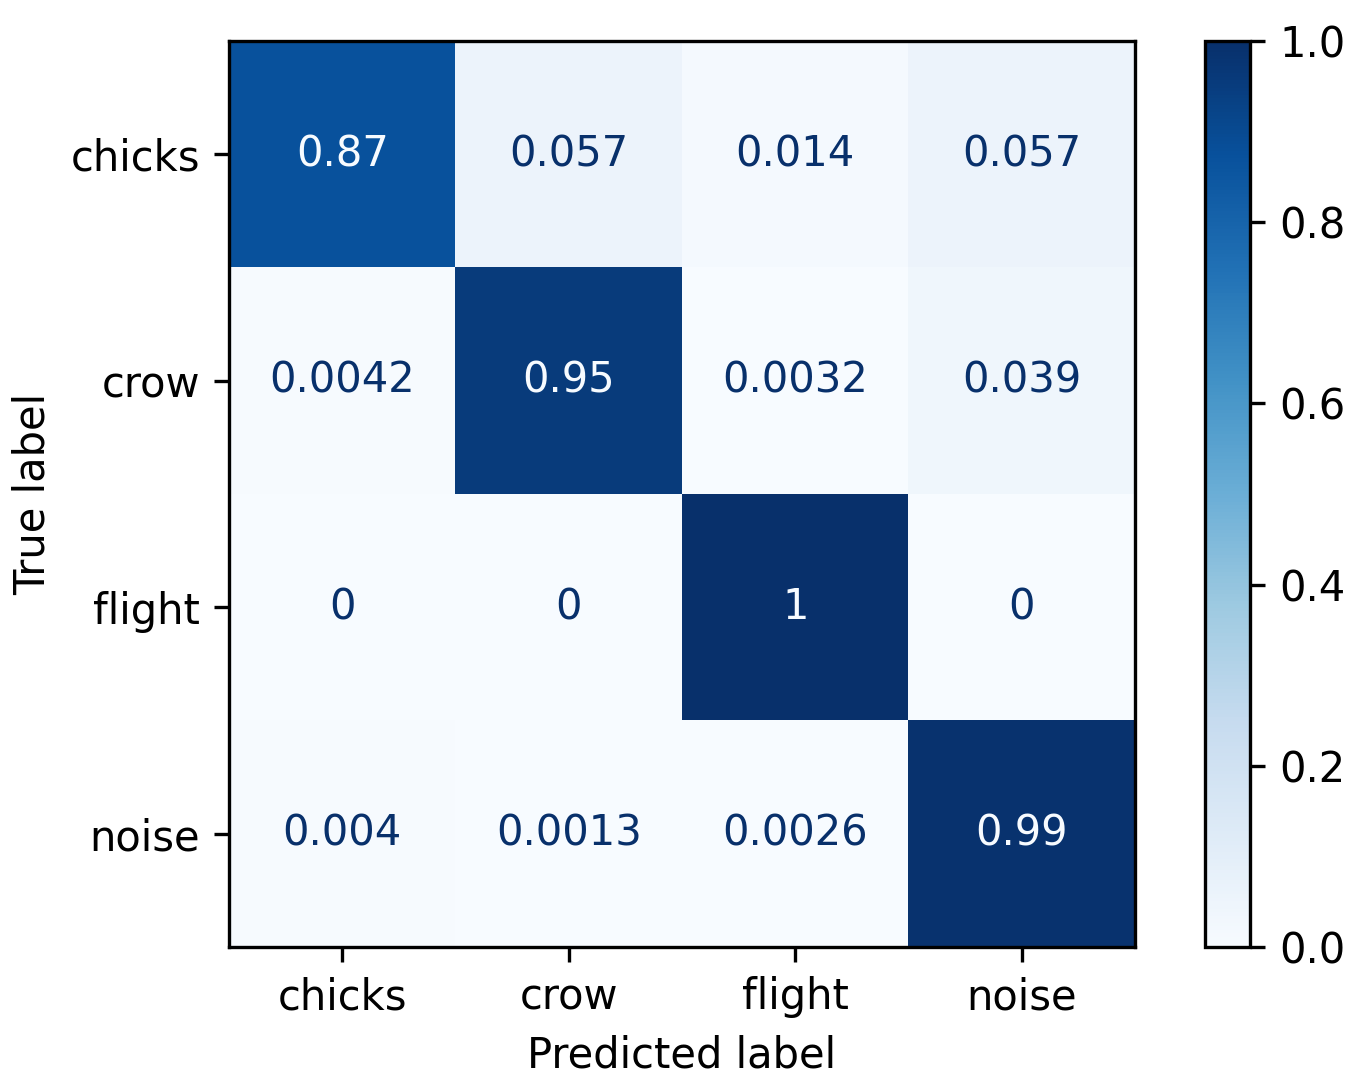 True label
chicks 0.87 0.057 0.014 0.057
crow 0.0042 0.95 0.0032 0.039
flight 0 0 1 0
noise 0.004 0.0013 0.0026 0.99
chicks crow flight noise
Predicted label
1.0
0.8
0.6
0.4
0.2
0.0